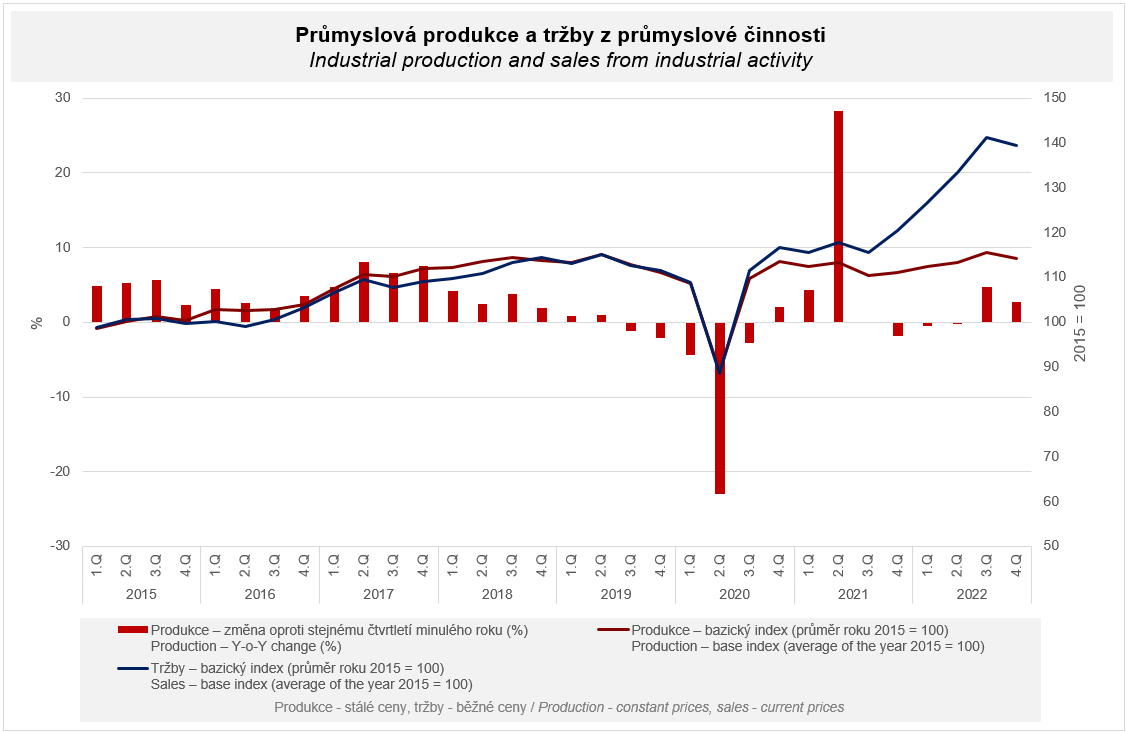 Průmyslová produkce a tržby z průmyslové činnosti
Industrial production and sales from industrial activity
30
20
10
0
-10
-20
-30
%
150
140
130
120
110
100
90
80
70
60
50
2015 = 100
1.Q 2.Q 3.Q 4.Q 1.Q 2.Q 3.Q 4.Q 1.Q 2.Q 3.Q 4.Q 1.Q 2.Q 3.Q 4.Q 1.Q 2.Q 3.Q 4.Q 1.Q 2.Q 3.Q 4.Q 1.Q 2.Q 3.Q 4.Q 1.Q 2.Q 3.Q 4.Q
2015 2016 2017 2018 2019 2020 2021 2022
Produkce – změna oproti stejnému čtvrtletí minulého roku (%)
Production – Y-o-Y change (%)
Produkce – bazický index (průměr roku 2015 = 100)
Production – base index (average of the year 2015 = 100)
Tržby – bazický index (průměr roku 2015 = 100)
Sales – base index (average of the year 2015 = 100)
Produkce - stálé ceny, tržby - běžné ceny / Production - constant prices, sales - current prices